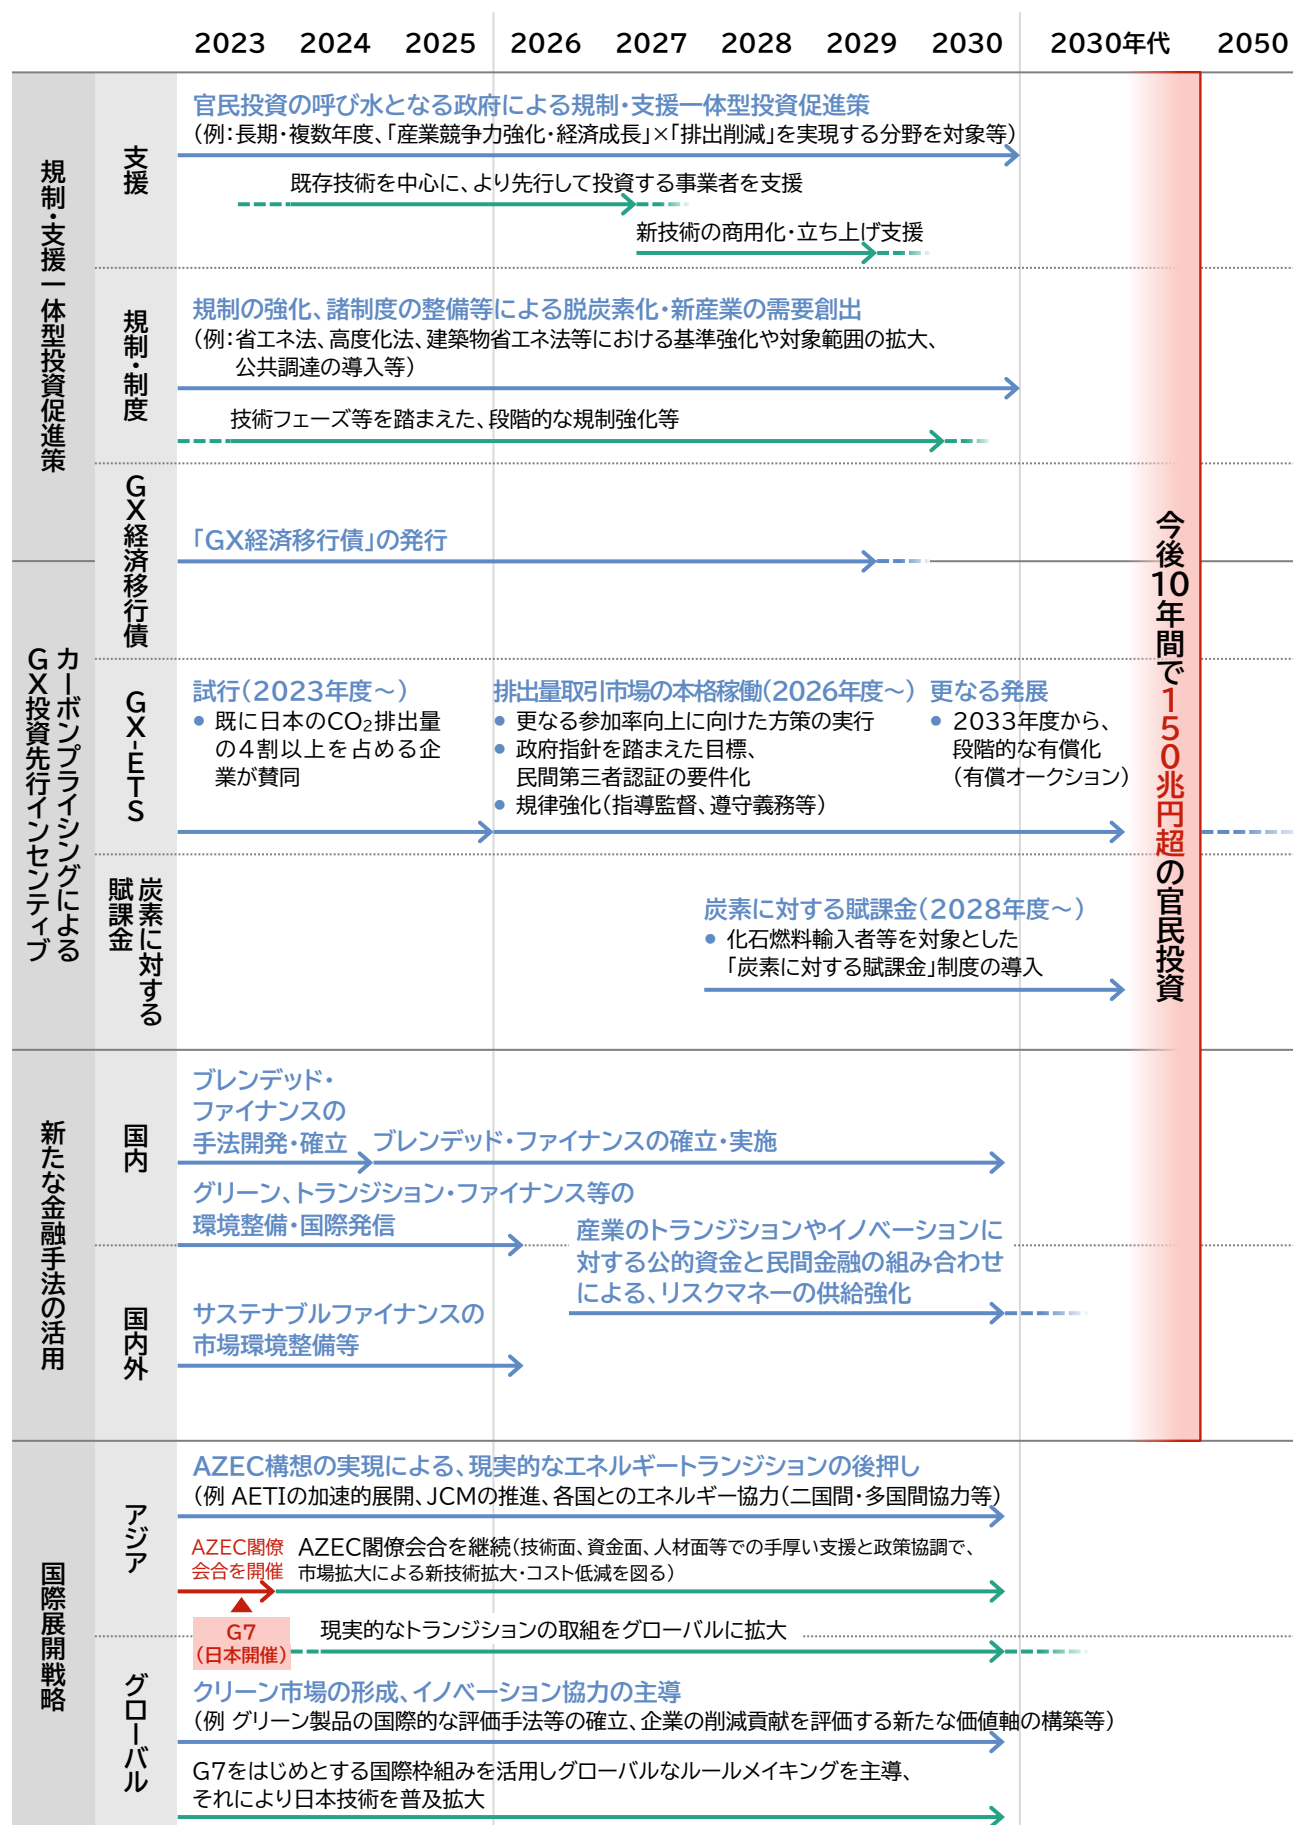 2023 2024 2025 2026 2027 2028 2029 2030 2030年代 2050
規制・支援一体型投資促進策
支援
官民投資の呼び水となる政府による規制・支援一体型投資促進策
（例：長期・複数年度、「産業競争力強化・経済成長」×「排出削減」を実現する分野を対象等）
既存技術を中心に、より先行して投資する事業者を支援
新技術の商用化・立ち上げ支援
規制・制度
規制の強化、諸制度の整備等による脱炭素化・新産業の需要創出
（例：省エネ法、高度化法、建築物省エネ法等における基準強化や対象範囲の拡大、
公共調達の導入等）
技術フェーズ等を踏まえた、段階的な規制強化等
GX経済移行債
「GX経済移行債」の発行
カーボンプライシングによる
GX投資先行インセンティブ
GX-ETS
試行（2023年度～）
● 既に日本のCO₂排出量
の４割以上を占める企
業が賛同
排出量取引市場の本格稼働（2026年度～）
● 更なる参加率向上に向けた方策の実行
● 政府指針を踏まえた目標、
民間第三者認証の要件化
● 規律強化（指導監督、遵守義務等）
更なる発展
● 2033年度から、
段階的な有償化
（有償オークション）
炭素に対する
賦課金
炭素に対する賦課金（2028年度～）
● 化石燃料輸入者等を対象とした
「炭素に対する賦課金」制度の導入
今後10年間で150兆円超の官民投資
新たな金融手法の活用
国内
ブレンデッド・
ファイナンスの
手法開発・確立
ブレンデッド・ファイナンスの確立・実施
グリーン、トランジション・ファイナンス等の
環境整備・国際発信
産業のトランジションやイノベーションに
対する公的資金と民間金融の組み合わせ
による、リスクマネーの供給強化
国内外
サステナブルファイナンスの
市場環境整備等
国際展開戦略
アジア
AZEC構想の実現による、現実的なエネルギートランジションの後押し
（例 AETIの加速的展開、JCMの推進、各国とのエネルギー協力（二国間・多国間協力等）
AZEC閣僚
会合を開催
AZEC閣僚会合を継続（技術面、資金面、人材面等での手厚い支援と政策協調で、
市場拡大による新技術拡大・コスト低減を図る）
G7
（日本開催）
現実的なトランジションの取組をグローバルに拡大
グローバル
クリーン市場の形成、イノベーション協力の主導
（例 グリーン製品の国際的な評価手法等の確立、企業の削減貢献を評価する新たな価値軸の構築等）
G7をはじめとする国際枠組みを活用しグローバルなルールメイキングを主導、
それにより日本技術を普及拡大